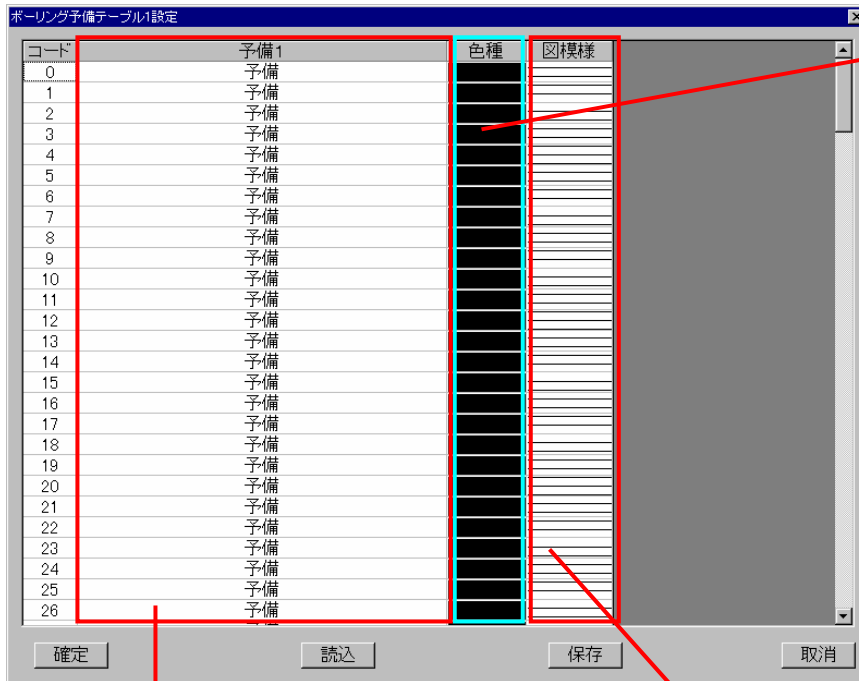 ボーリング予備テーブル1設定
コード 予備1 色種 図模様
0 予備
1 予備
2 予備
3 予備
4 予備
5 予備
6 予備
7 予備
8 予備
9 予備
10 予備
11 予備
12 予備
13 予備
14 予備
15 予備
16 予備
17 予備
18 予備
19 予備
20 予備
21 予備
22 予備
23 予備
24 予備
25 予備
26 予備
確定 読込 保存 取消